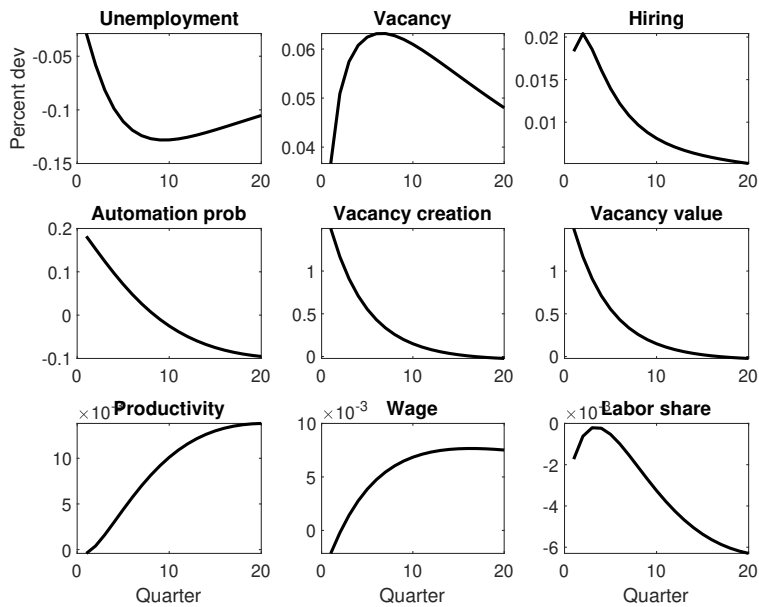 Unemployment Vacancy Hiring
Percent dev
-0.05
-0.1
-0.15
0 10 20
0.06
0.05
0.04
0 10 20
0.02
0.015
0.01
0 10 20
Automation prob Vacancy creation Vacancy value
0.2
0.1
0
-0.1
0 10 20
1
0.5
0
0 10 20
1
0.5
0
0 10 20
Productivity Wage Labor share
×10
10
5
0
0 10 20
Quarter
×10⁻³
10
5
0
0 10 20
Quarter
×10⁻³
0
-2
-4
-6
0 10 20
Quarter